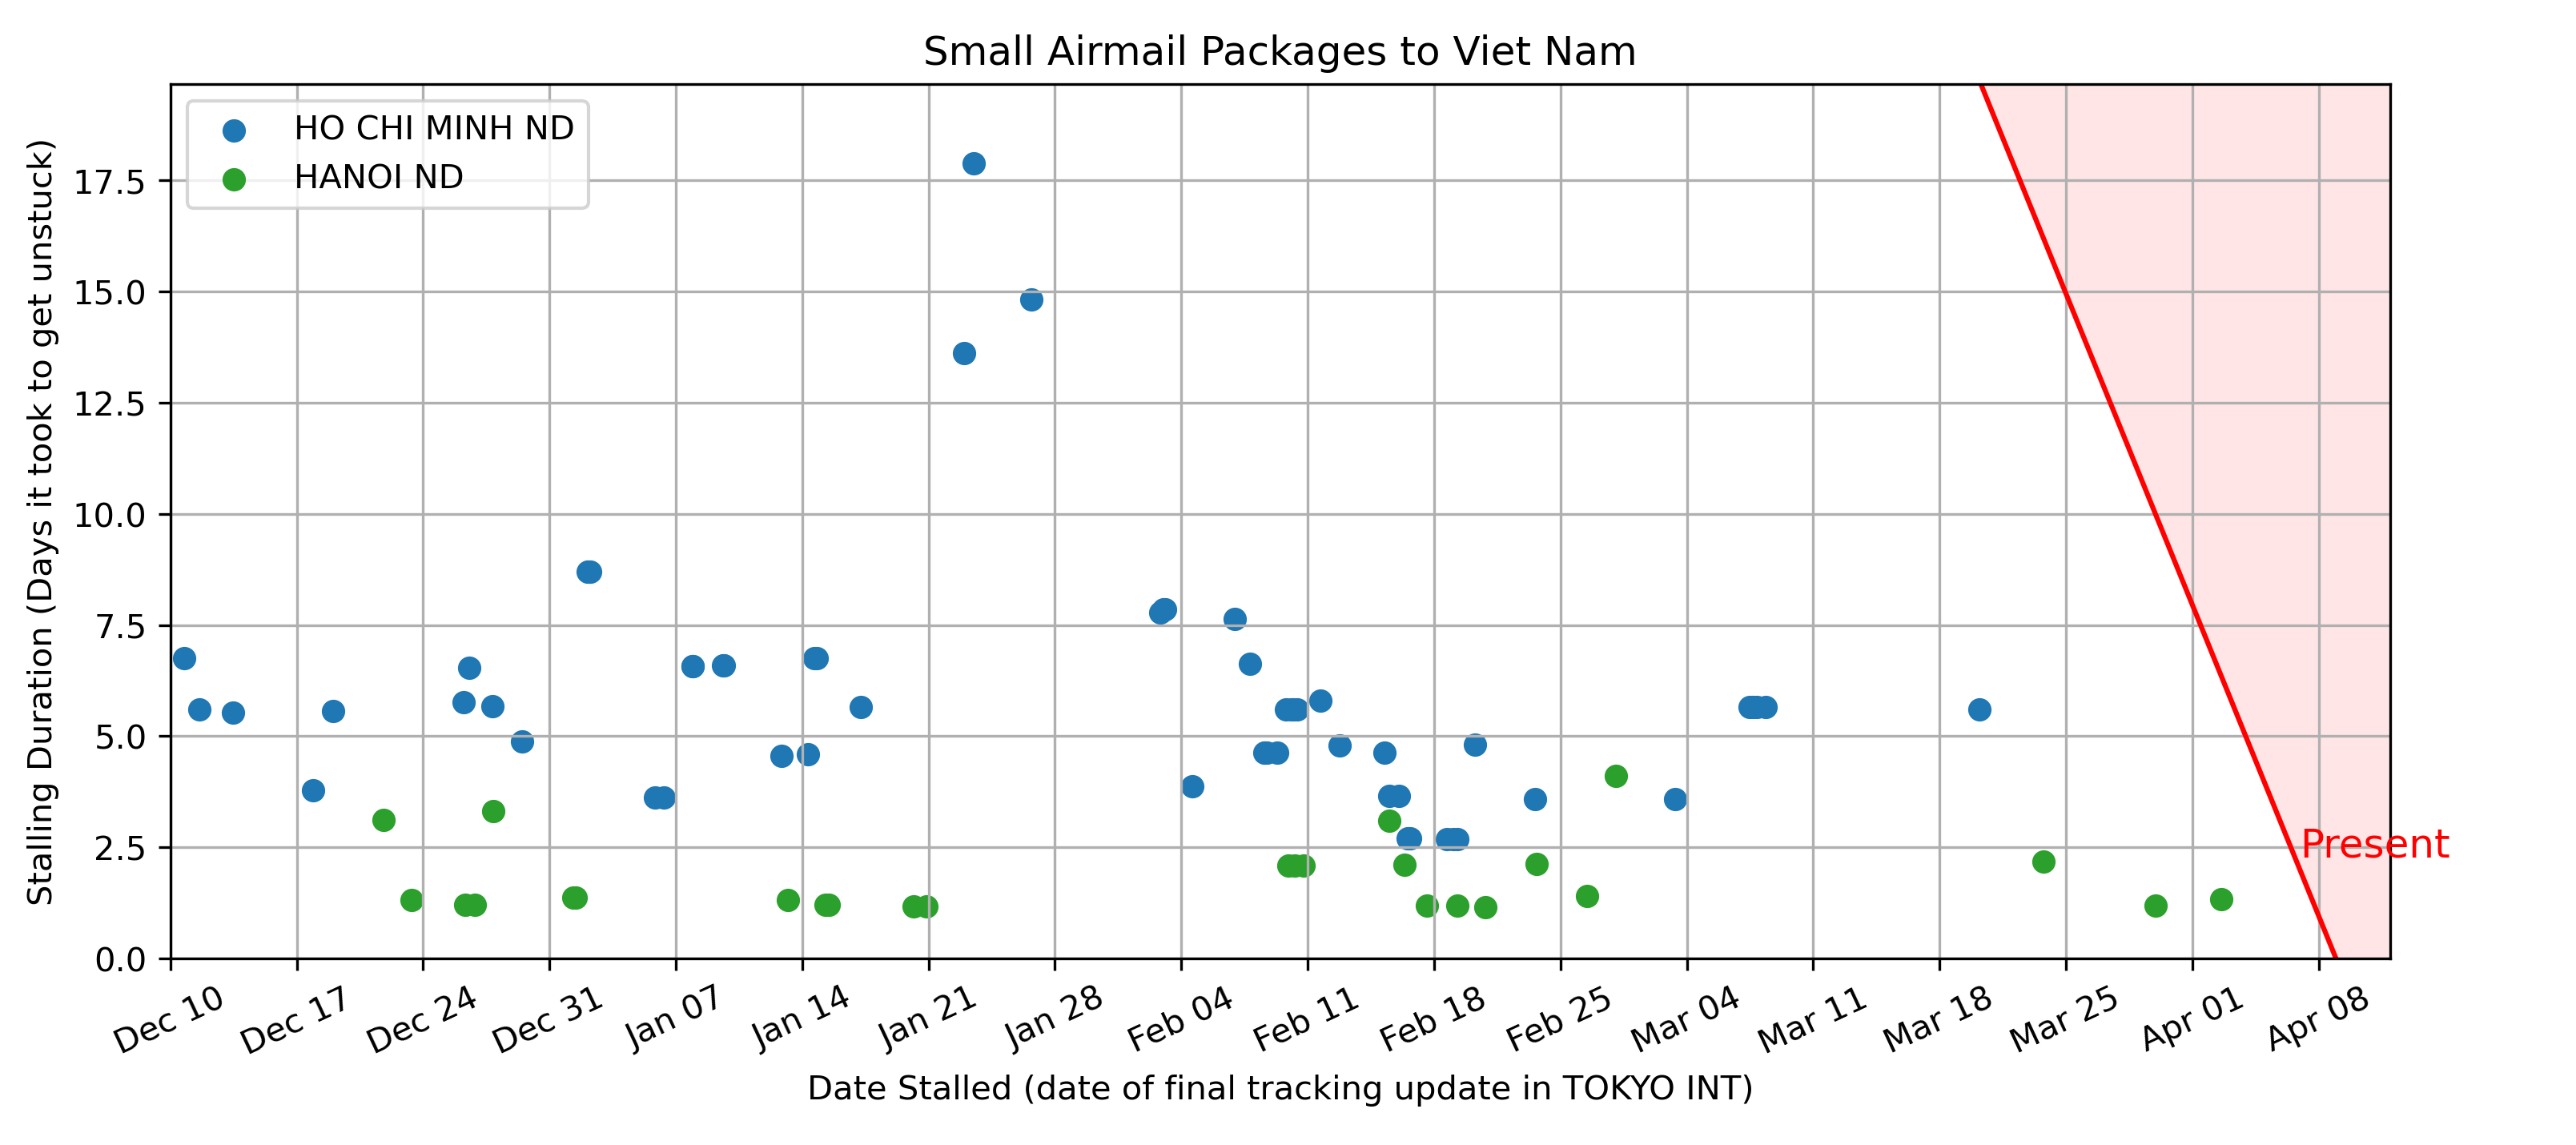 Small Airmail Packages to Viet Nam
HO CHI MINH ND
HANOI ND
Stalling Duration (Days it took to get unstuck)
17.5
15.0
12.5
10.0
7.5
5.0
2.5
0.0
Present
Dec 10
Dec 17
Dec 24
Dec 31
Jan 07
Jan 14
Jan 21
Jan 28
Feb 04
Feb 11
Feb 18
Feb 25
Mar 04
Mar 11
Mar 18
Mar 25
Apr 01
Apr 08
Date Stalled (date of final tracking update in TOKYO INT)